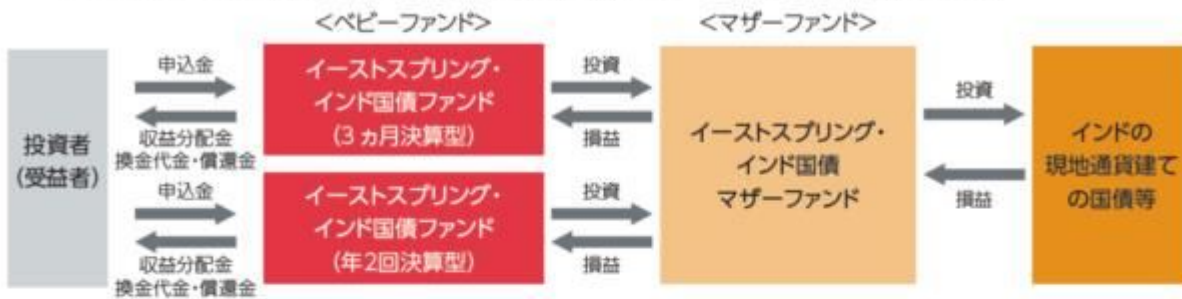 <ベビーファンド>
<マザーファンド>
投資者
(受益者)
申込金
収益分配金
換金代金・償還金
申込金
収益分配金
換金代金・償還金
イーストスプリング・
インド国債ファンド
(3ヵ月決算型)
イーストスプリング・
インド国債ファンド
(年2回決算型)
投資
損益
投資
損益
イーストスプリング・
インド国債
マザーファンド
投資
損益
インドの
現地通貨建て
の国債等